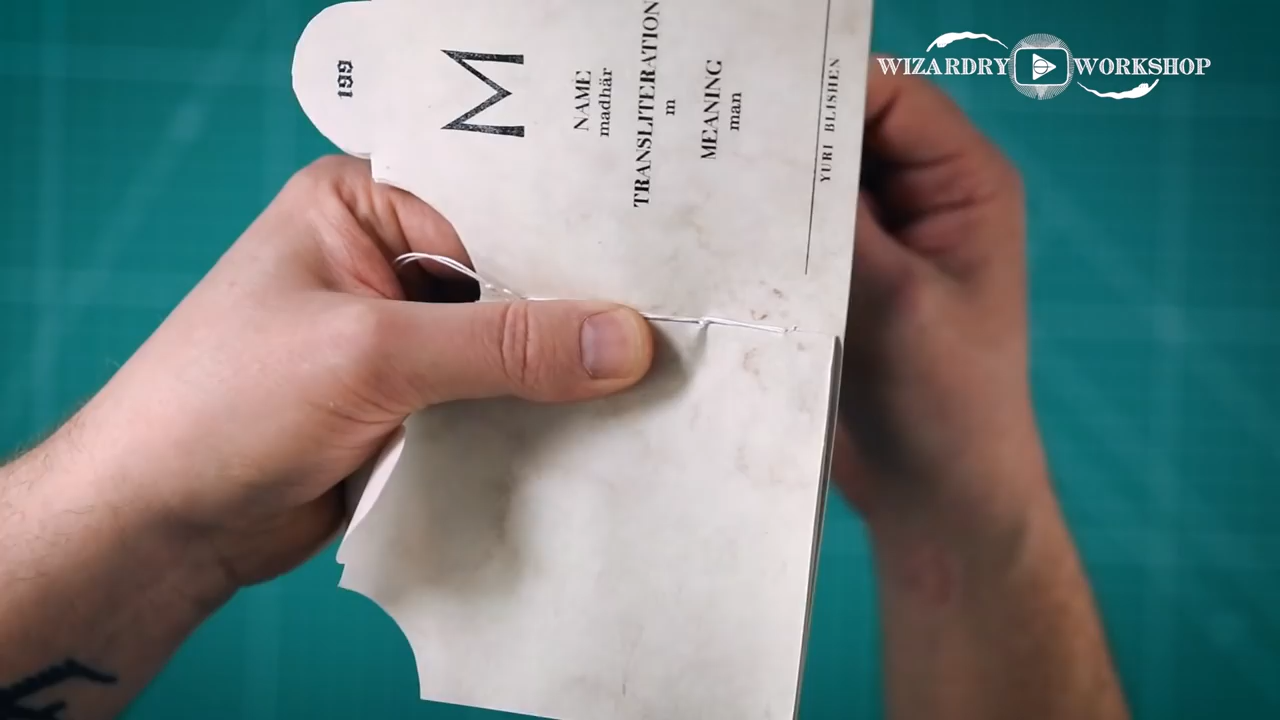 WIZARDRY WORKSHOP
199
M
NAME
madhär
TRANSLITERATION
m
MEANING
man
YURI BLISHEN